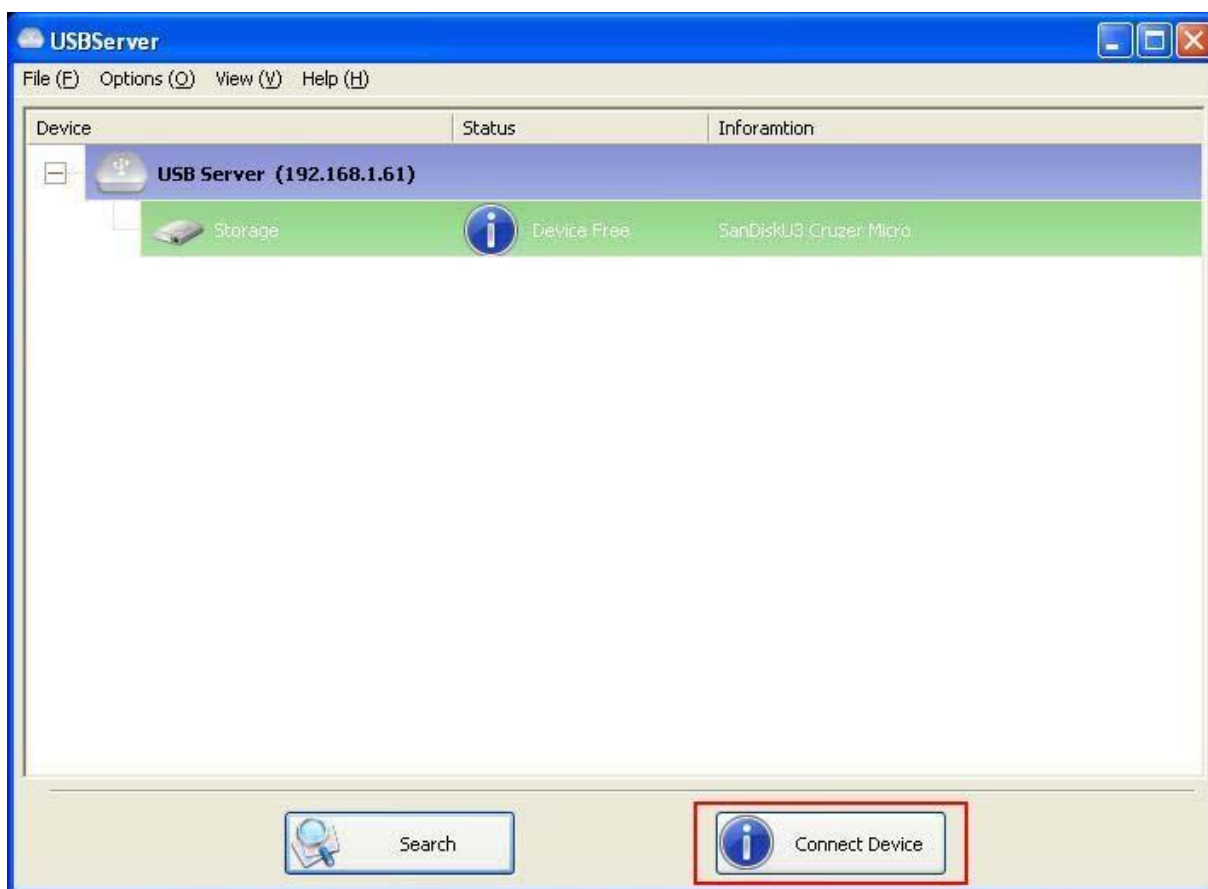 USBServer
File (F) Options (O) View (V) Help (H)
Device Status Inforamtion
USB Server (192.168.1.61)
Storage Device Free SanDiskU3 Cruzer Micro
Search Connect Device